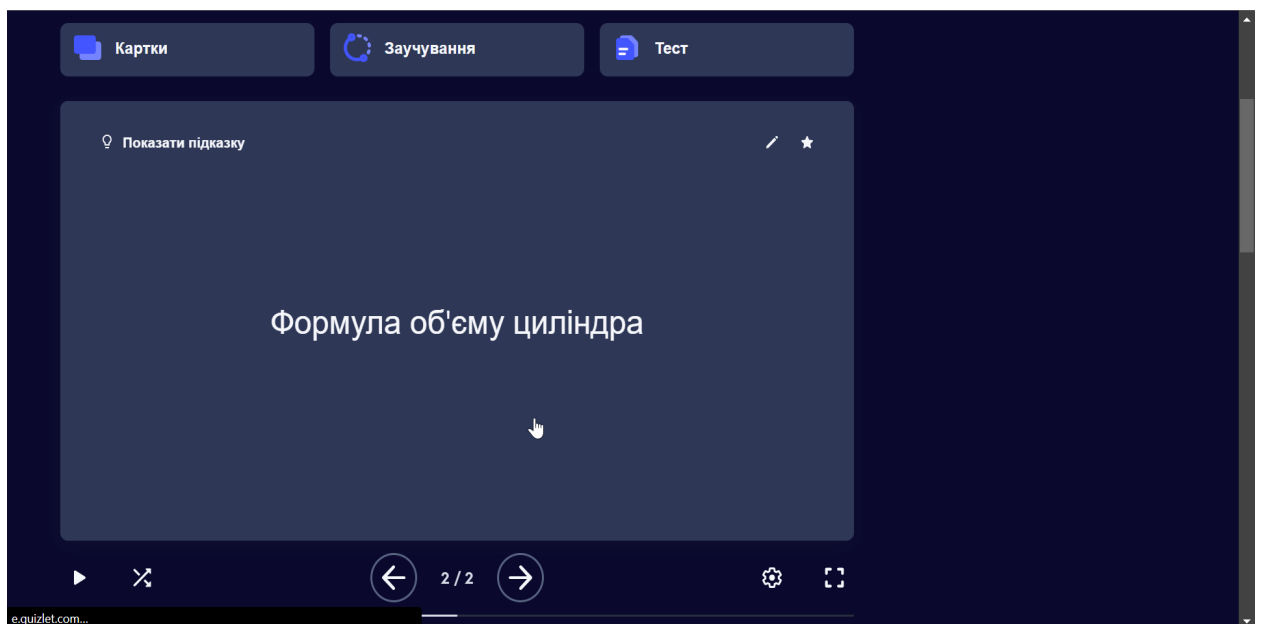 Картки
Заучування
Тест
Показати підказку
Формула об'єму циліндра
2 / 2
e.quizlet.com...